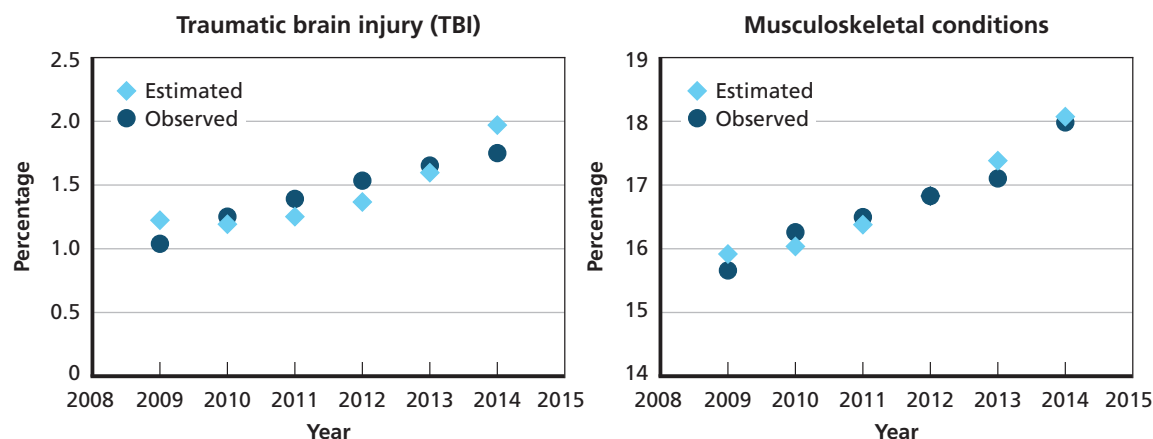 Traumatic brain injury (TBI)
2.5
2.0
1.5
1.0
0.5
0
Percentage
Estimated
Observed
2008 2009 2010 2011 2012 2013 2014 2015
Year
Musculoskeletal conditions
19
18
17
16
15
14
Percentage
Estimated
Observed
2008 2009 2010 2011 2012 2013 2014 2015
Year